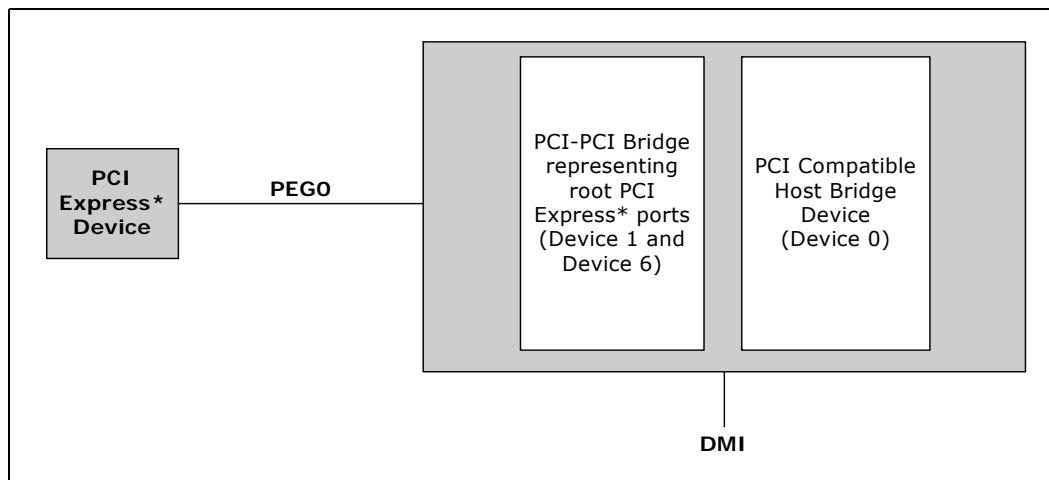 PCI
Express*
Device
PEG0
PCI-PCI Bridge
representing
root PCI
Express* ports
(Device 1 and
Device 6)
PCI Compatible
Host Bridge
Device
(Device 0)
DMI